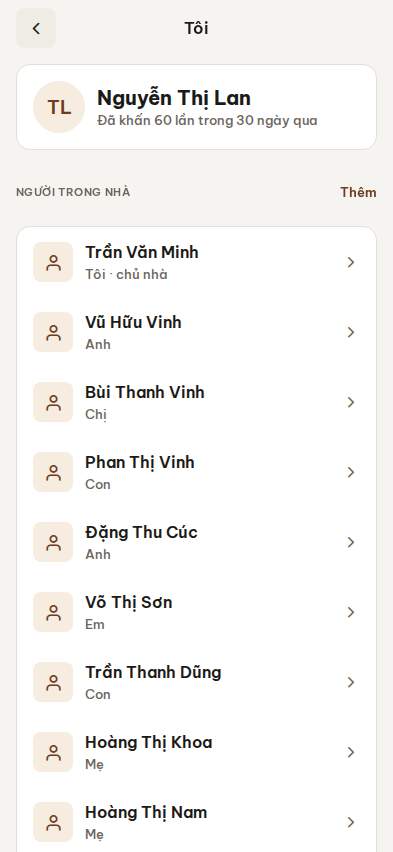 Tôi
TL
Nguyễn Thị Lan
Đã khấn 60 lần trong 30 ngày qua
NGƯỜI TRONG NHÀ
Thêm
Trần Văn Minh
Tôi · chủ nhà
Vũ Hữu Vinh
Anh
Bùi Thanh Vinh
Chị
Phan Thị Vinh
Con
Đặng Thu Cúc
Anh
Võ Thị Sơn
Em
Trần Thanh Dũng
Con
Hoàng Thị Khoa
Mẹ
Hoàng Thị Nam
Mẹ